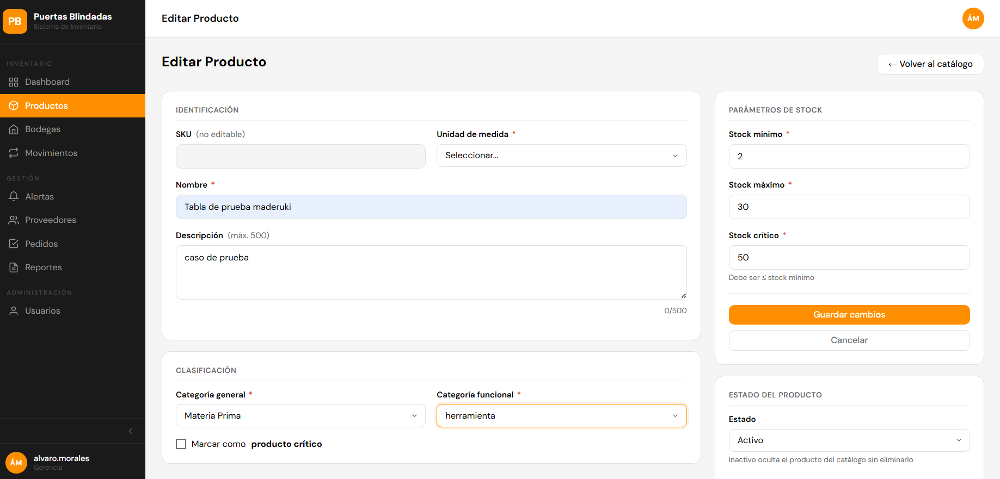 PB
Puertas Blindadas
Sistema de Inventario
INVENTARIO
Dashboard
Productos
Bodegas
Movimientos
GESTIÓN
Alertas
Proveedores
Pedidos
Reportes
ADMINISTRACIÓN
Usuarios
ÁM
alvaro.morales
Gerencia
Editar Producto
ÁM
Editar Producto
← Volver al catálogo
IDENTIFICACIÓN
SKU (no editable)
Unidad de medida *
Seleccionar...
Nombre *
Tabla de prueba maderuki
Descripción (máx. 500)
caso de prueba
0/500
CLASIFICACIÓN
Categoría general *
Materia Prima
Categoría funcional *
herramienta
Marcar como producto crítico
PARÁMETROS DE STOCK
Stock mínimo *
2
Stock máximo *
30
Stock crítico *
50
Debe ser ≤ stock mínimo
Guardar cambios
Cancelar
ESTADO DEL PRODUCTO
Estado
Activo
Inactivo oculta el producto del catálogo sin eliminarlo